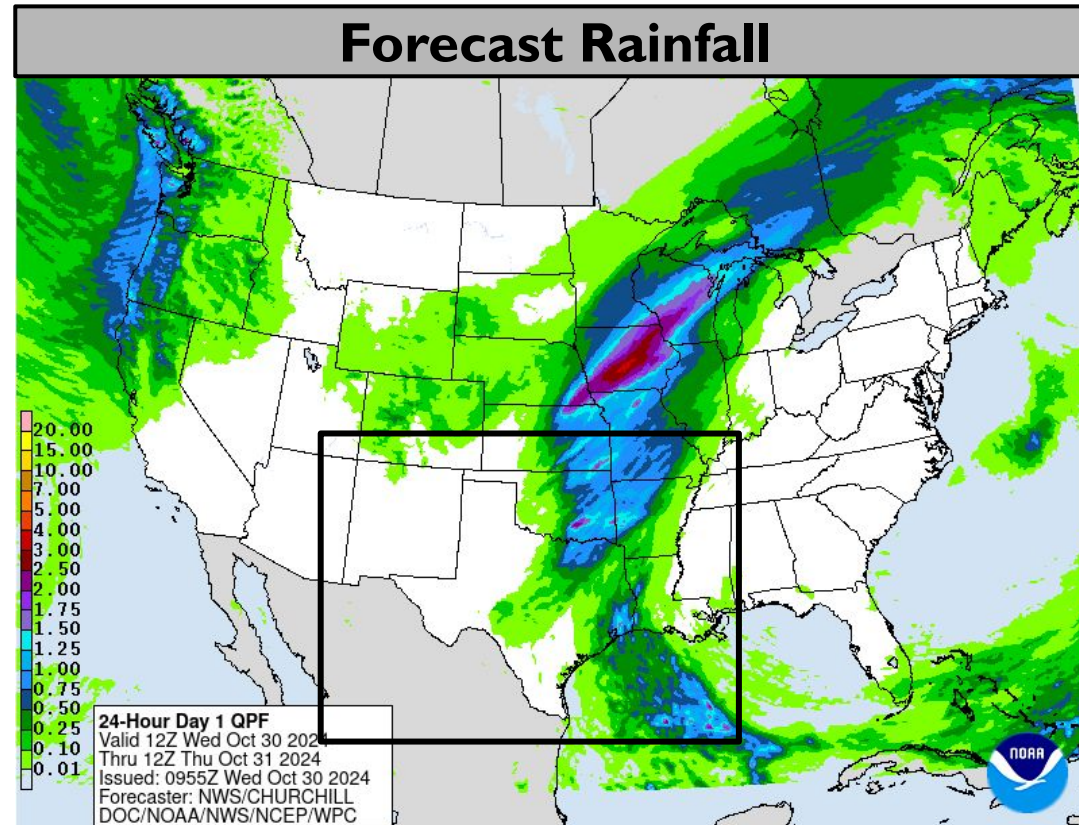 Forecast Rainfall
20.00
15.00
10.00
7.00
5.00
4.00
3.00
2.50
2.00
1.75
1.50
1.25
1.00
0.75
0.50
0.25
0.10
0.01
24-Hour Day 1 QPF
Valid 12Z Wed Oct 30 2024
Thru 12Z Thu Oct 31 2024
Issued: 0955Z Wed Oct 30 2024
Forecaster: NWS/CHURCHILL
DOC/NOAA/NWS/NCEP/WPC
NOAA